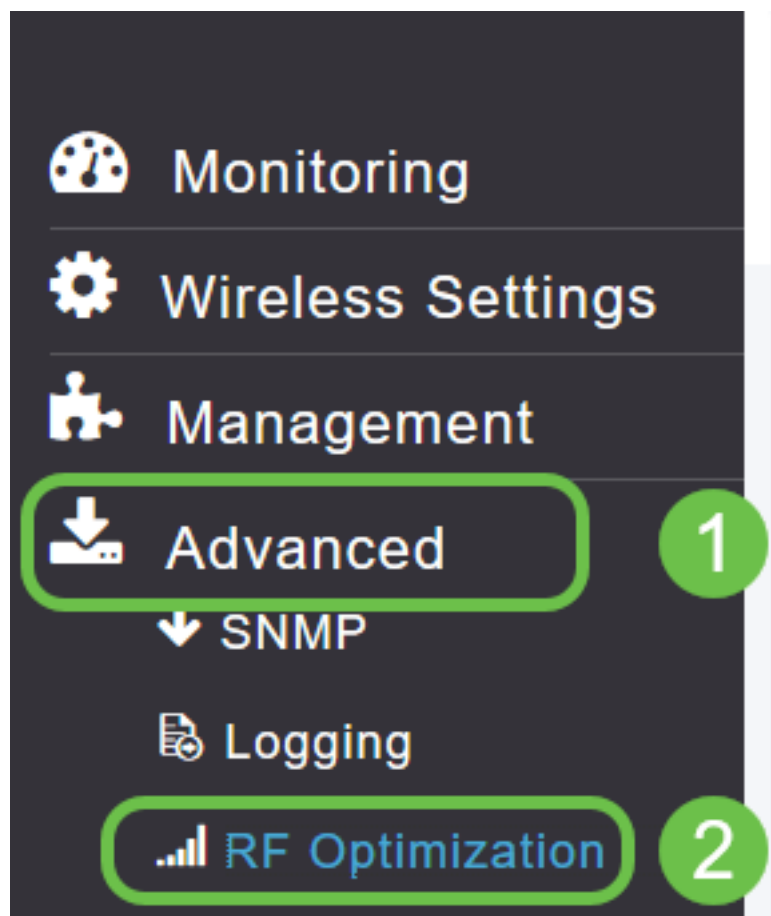 Monitoring
Wireless Settings
Management
Advanced 1
SNMP
Logging
RF Optimization 2